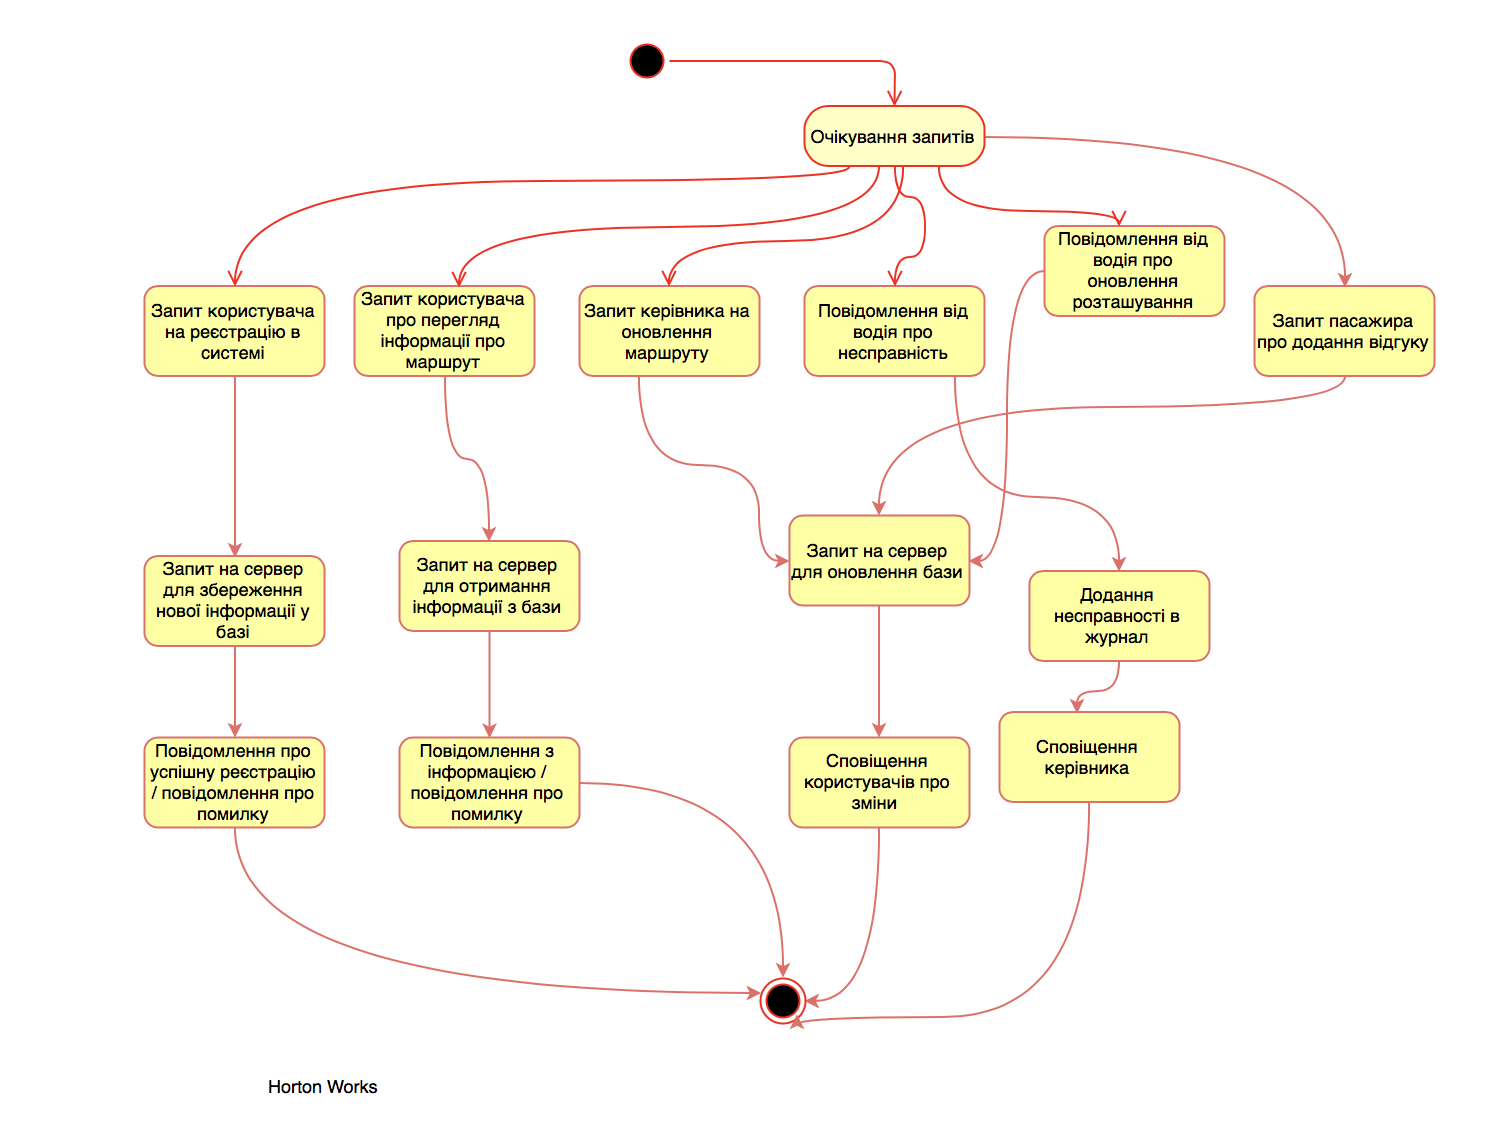 Очікування запитів
Повідомлення від
водія про
оновлення
розташування
Запит користувача
на реєстрацію в
системі
Запит користувача
про перегляд
інформації про
маршрут
Запит керівника на
оновлення
маршруту
Повідомлення від
водія про
несправність
Запит пасажира
про додання відгуку
Запит на сервер
для збереження
нової інформації у
базі
Запит на сервер
для отримання
інформації з бази
Запит на сервер
для оновлення бази
Додання
несправності в
журнал
Повідомлення про
успішну реєстрацію
/ повідомлення про
помилку
Повідомлення з
інформацією /
повідомлення про
помилку
Сповіщення
користувачів про
зміни
Сповіщення
керівника
Horton Works